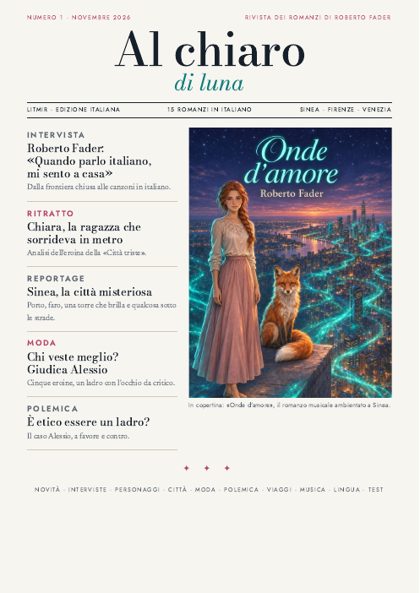 NUMERO 1 · NOVEMBRE 2026
RIVISTA DEI ROMANZI DI ROBERTO FADER
Al chiaro
di luna
LITMIR · EDIZIONE ITALIANA
15 ROMANZI IN ITALIANO
SINEA · FIRENZE · VENEZIA
INTERVISTA
Roberto Fader:
«Quando parlo italiano,
mi sento a casa»
Dalla frontiera chiusa alle canzoni in italiano.
RITRATTO
Chiara, la ragazza che
sorrideva in metro
Analisi dell'eroina della «Città triste».
REPORTAGE
Sinea, la città misteriosa
Porto, faro, una torre che brilla e qualcosa sotto
le strade.
MODA
Chi veste meglio?
Giudica Alessio
Cinque eroine, un ladro con l'occhio da critico.
POLEMICA
È etico essere un ladro?
Il caso Alessio, a favore e contro.
Onde
d'amore
Roberto Fader
In copertina: «Onde d'amore», il romanzo musicale ambientato a Sinea.
NOVITÀ · INTERVISTE · PERSONAGGI · CITTÀ · MODA · POLEMICA · VIAGGI · MUSICA · LINGUA · TEST